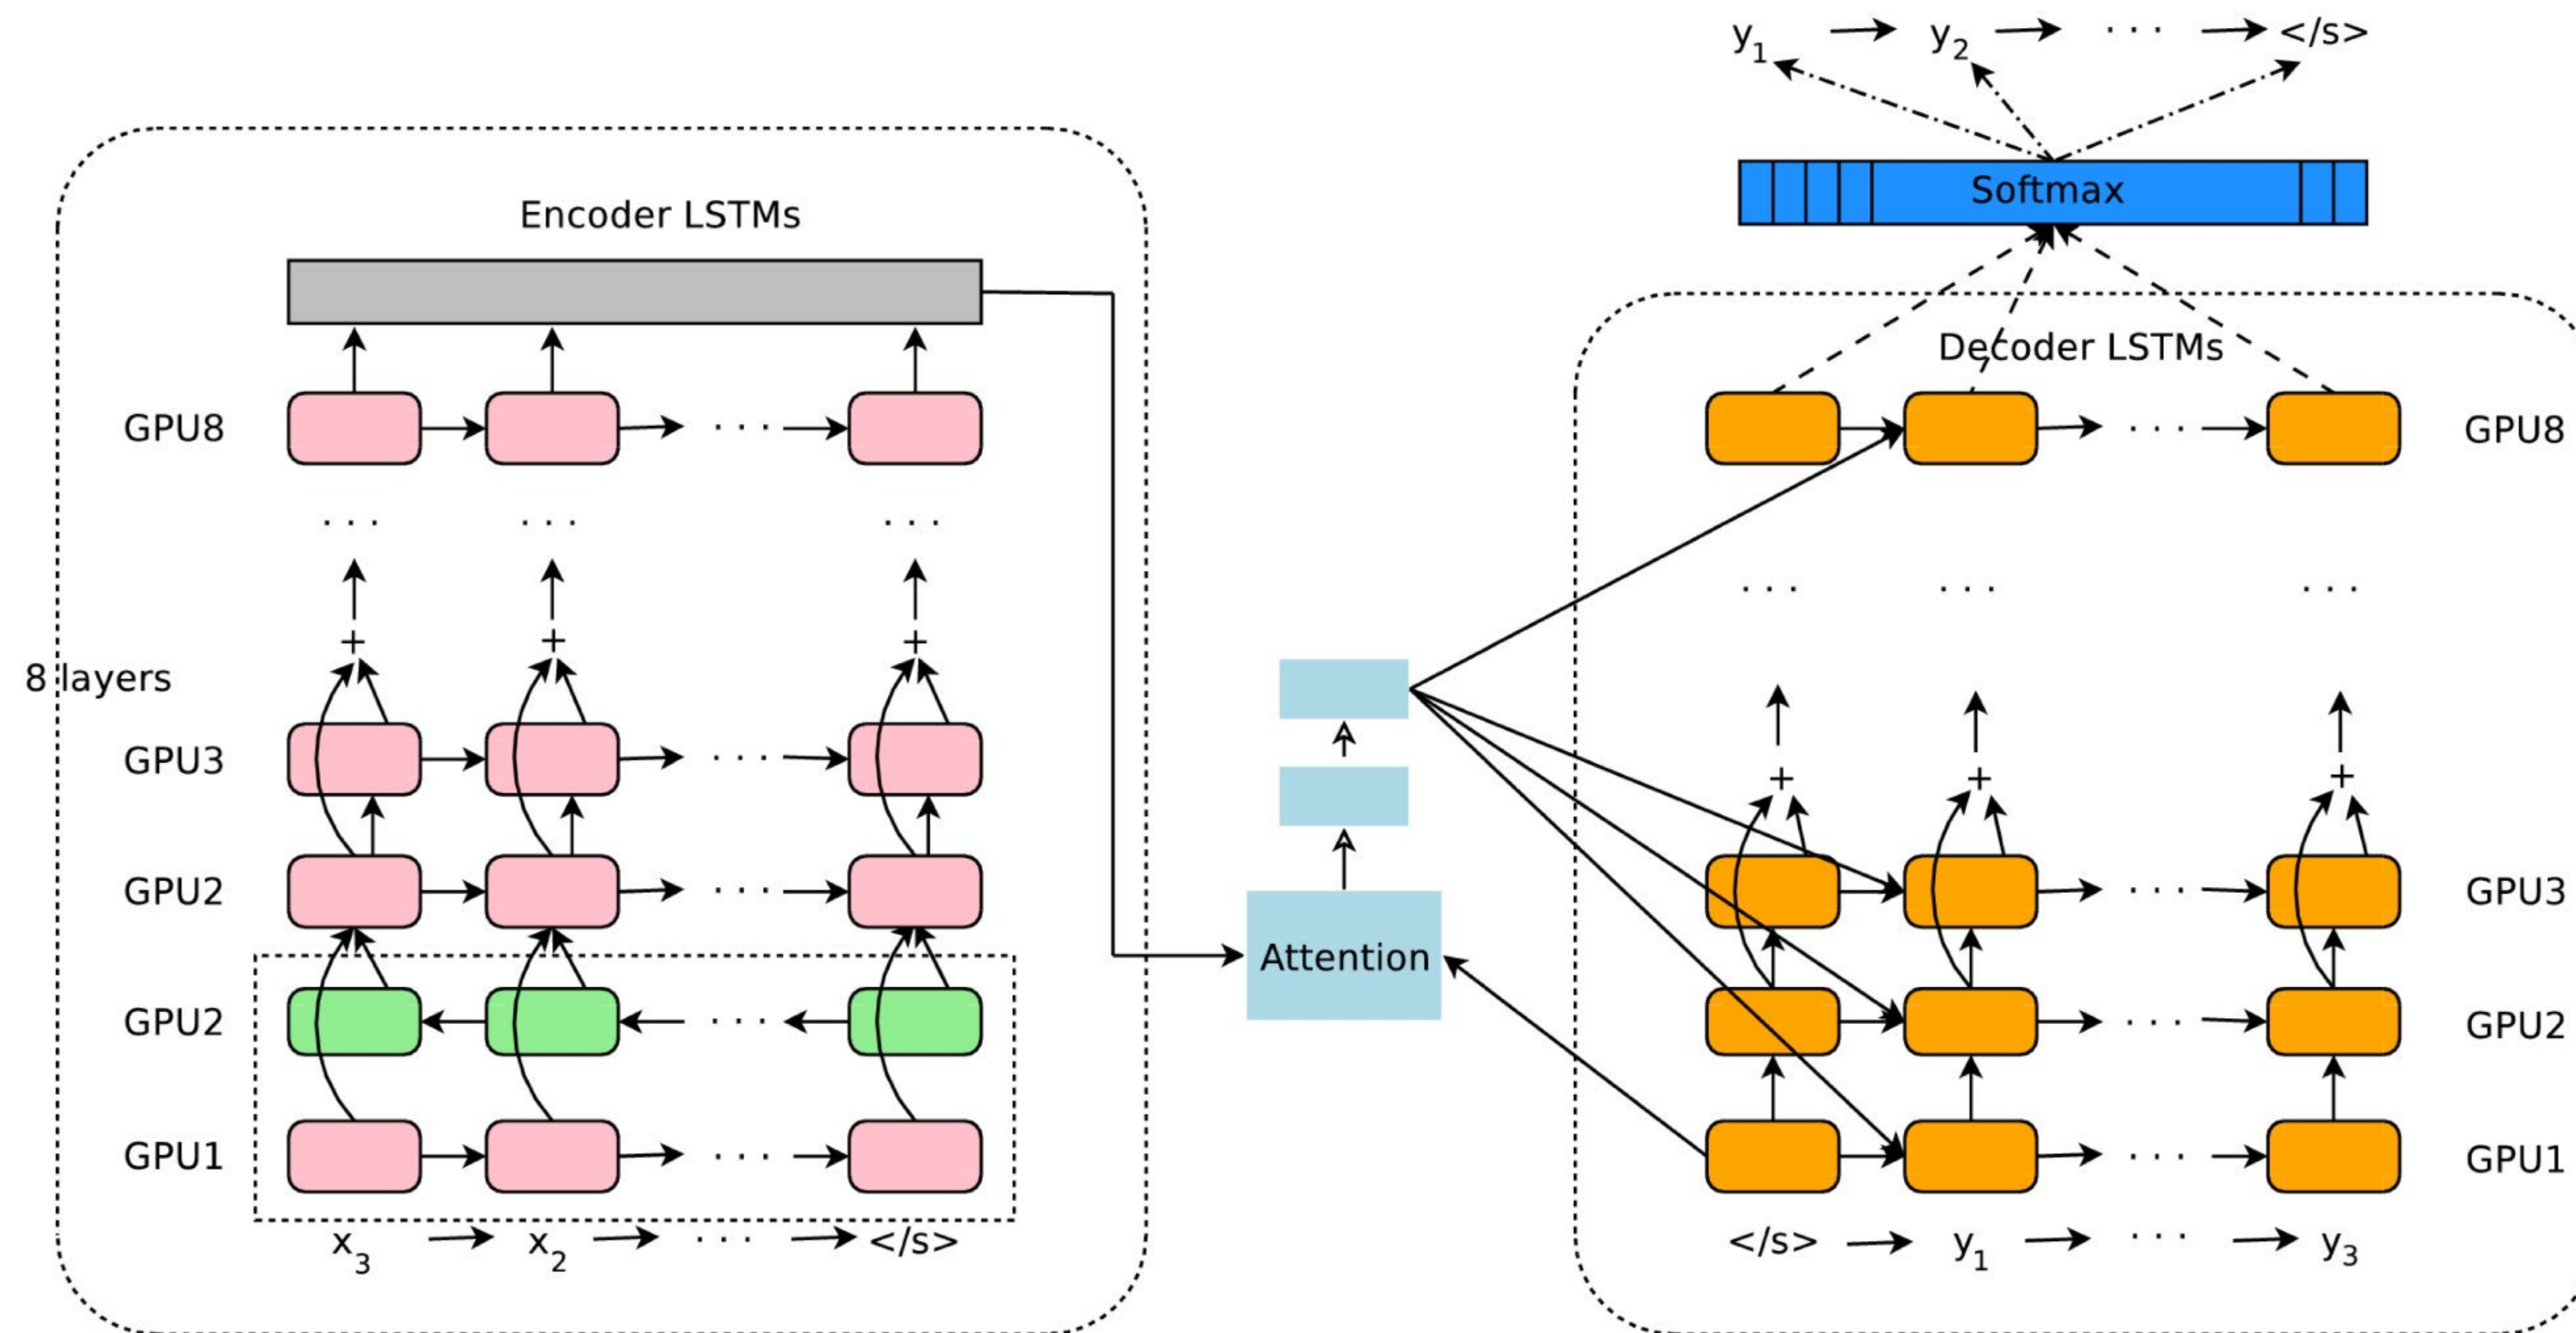 y1 y2 . . . </s>
Softmax
Encoder LSTMs
Decoder LSTMs
GPU8 . . . . . . GPU8
. . . . . . . . .
. . . . . . . . .
+ + +
8 layers
GPU3 . . .
+ + +
GPU2 . . . . . . GPU3
Attention
GPU2 . . . . . . GPU2
GPU1 . . . . . . GPU1
x3 x2 . . . </s> </s> y1 . . . y3